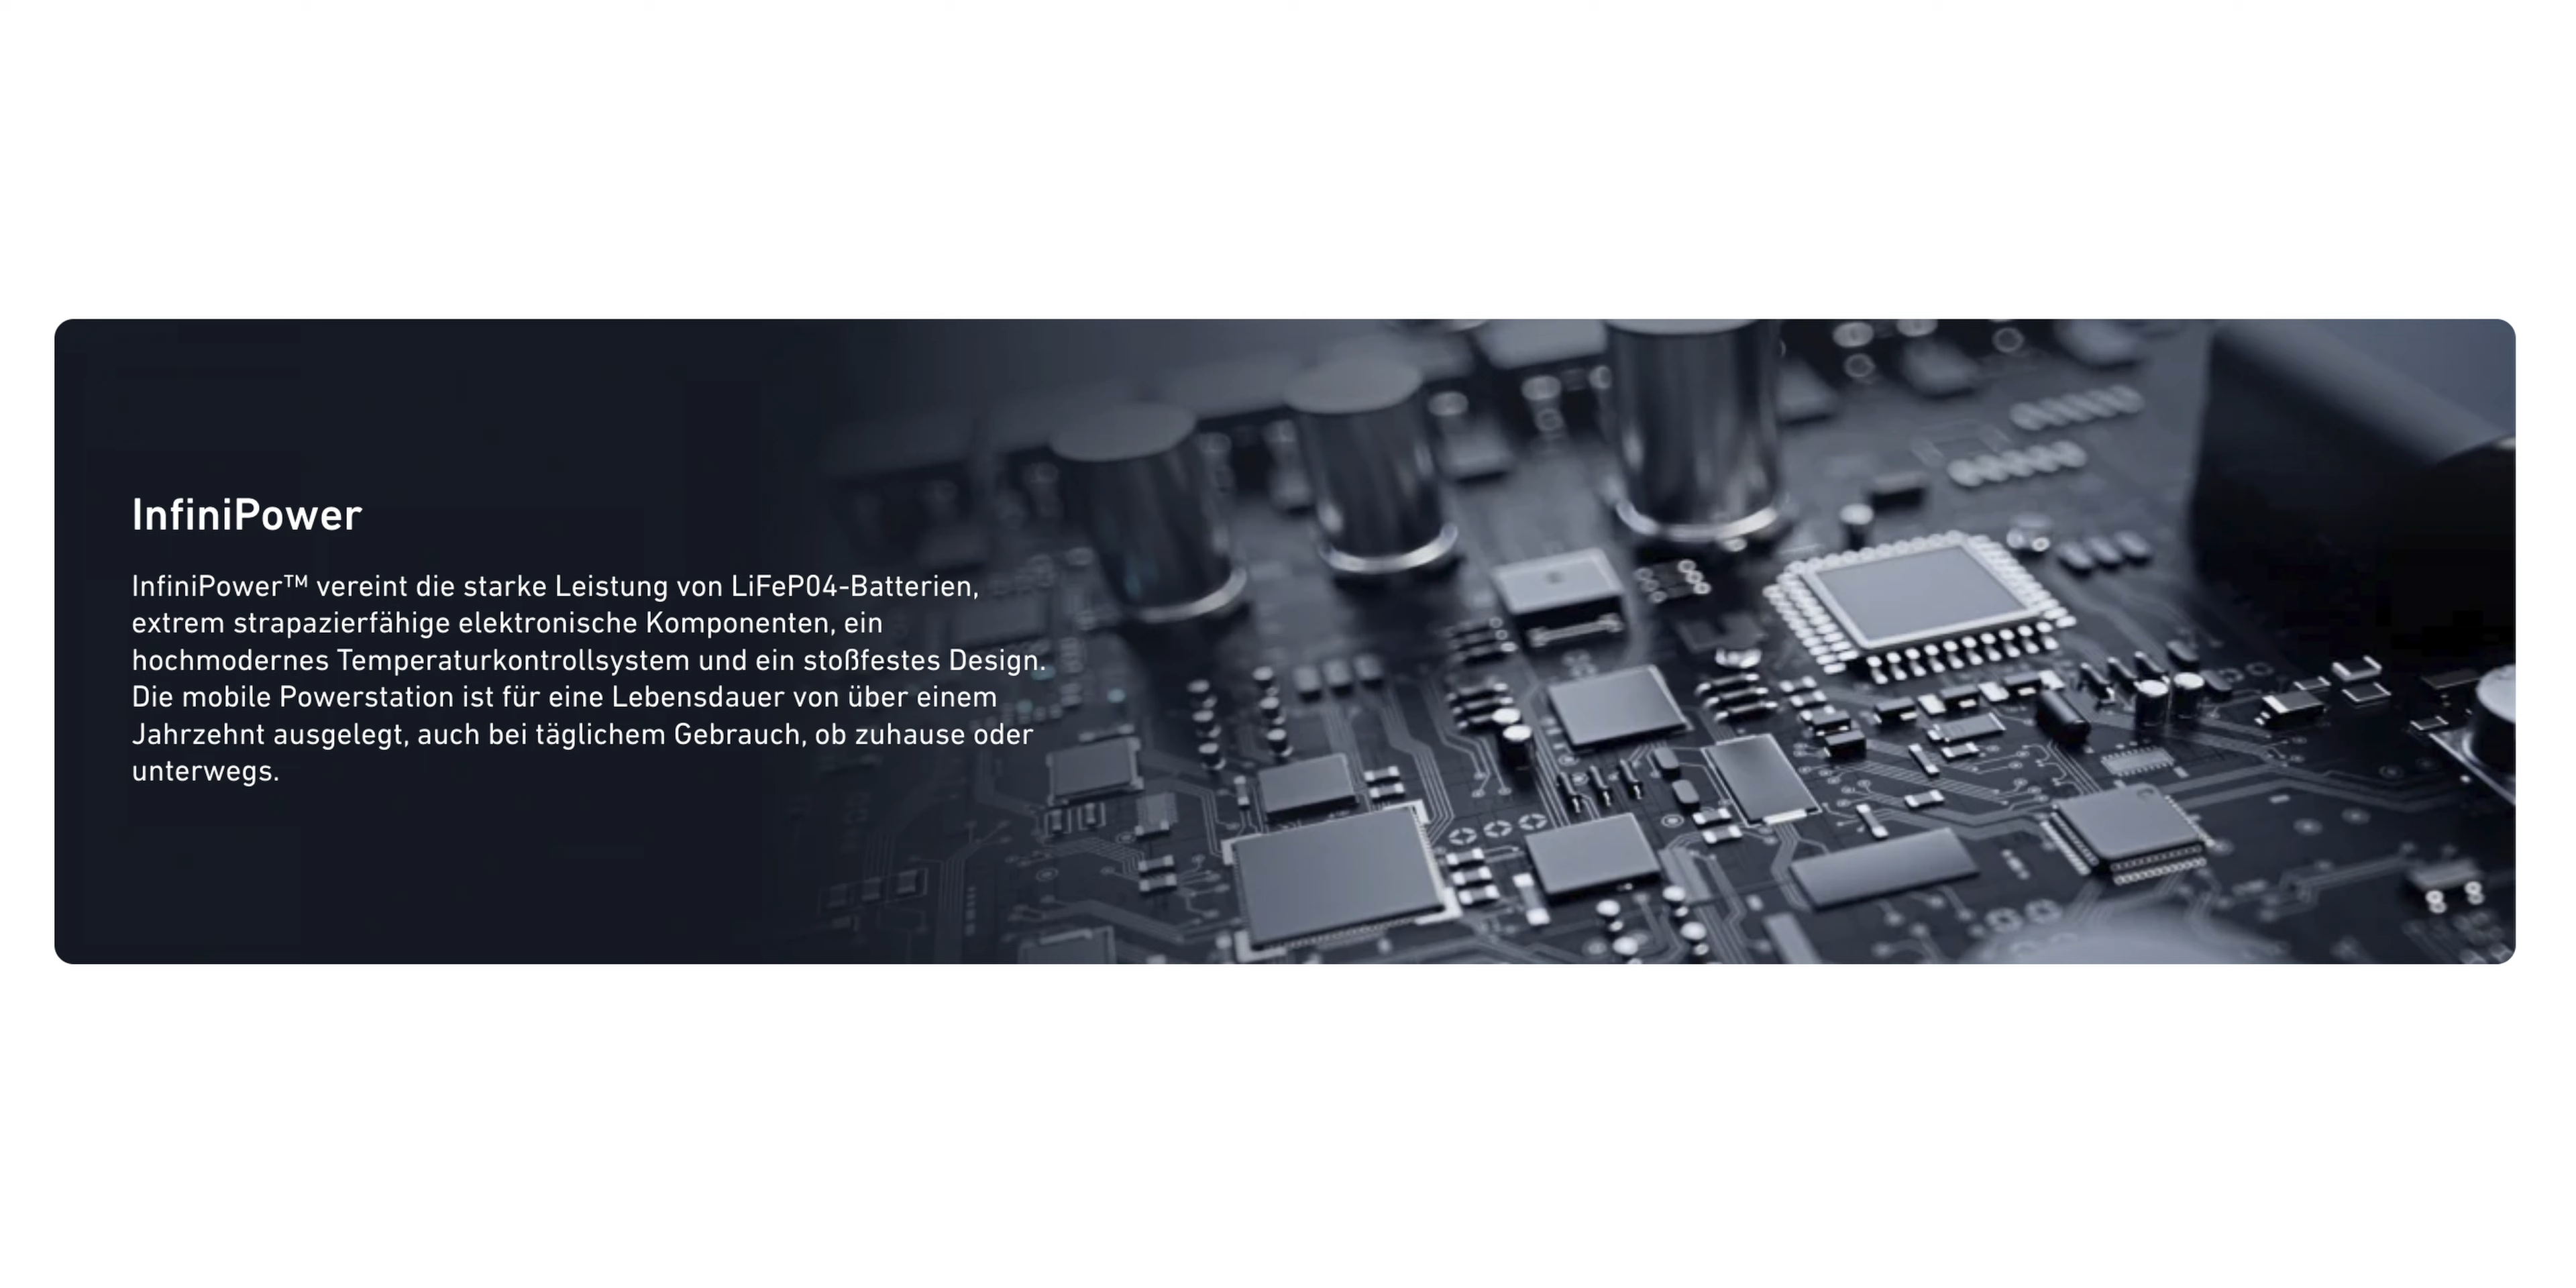 InfiniPower
InfiniPower™ vereint die starke Leistung von LiFeP04-Batterien,
extrem strapazierfähige elektronische Komponenten, ein
hochmodernes Temperaturkontrollsystem und ein stoßfestes Design.
Die mobile Powerstation ist für eine Lebensdauer von über einem
Jahrzehnt ausgelegt, auch bei täglichem Gebrauch, ob zuhause oder
unterwegs.